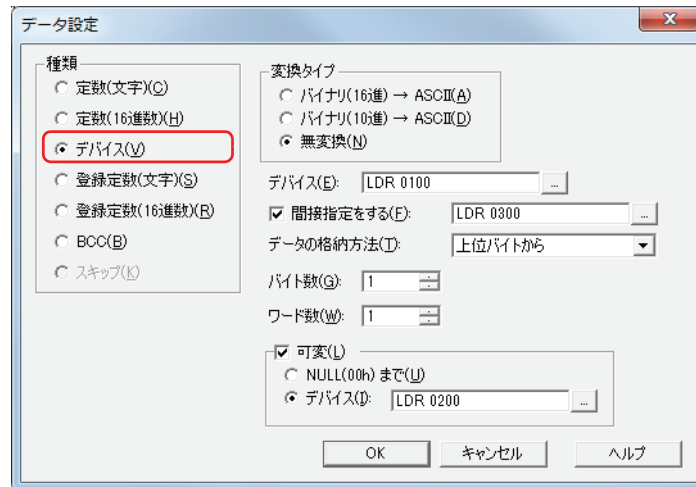 データ設定
種類
定数(文字)(C)
定数(16進数)(H)
デバイス(V)
登録定数(文字)(S)
登録定数(16進数)(R)
BCC(B)
スキップ(K)
変換タイプ
バイナリ(16進) → ASCII(A)
バイナリ(10進) → ASCII(D)
無変換(N)
デバイス(E): LDR 0100 ...
間接指定をする(F): LDR 0300 ...
データの格納方法(T): 上位バイトから
バイト数(G): 1
ワード数(W): 1
可変(L)
NULL(00h) まで(U)
デバイス(I): LDR 0200 ...
OK キャンセル ヘルプ